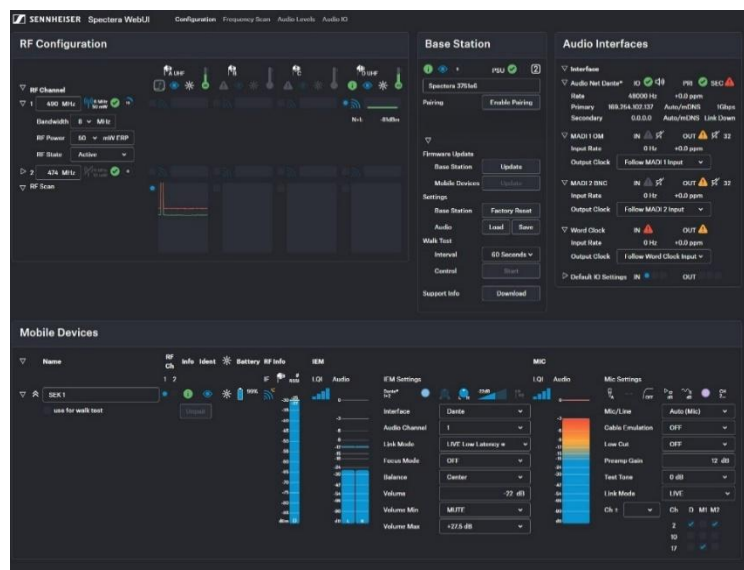 SENNHEISER Spectera WebUI Configuration Frequency Scan Audio Levels Audio IO
RF Configuration
A UHF B C D UHF
RF Channel
1 490 MHz
Bandwidth 8 MHz
N+I: -89dBm
RF Power 50 mW ERP
RF State Active
2 474 MHz
RF Scan
Base Station
PSU 2
Spectera 3751a6
Pairing Enable Pairing
Firmware Update
Base Station Update
Mobile Devices Update
Settings
Base Station Factory Reset
Audio Load Save
Walk Test
Interval 60 Seconds
Control Start
Support Info Download
Audio Interfaces
Interface
Audio Net Dante® IO PRI SEC
Rate 48000 Hz +0.0 ppm
Primary 169.254.102.137 Auto/mDNS 1Gbps
Secondary 0.0.0.0 Auto/mDNS Link Down
MADI 1 OM IN OUT 32
Input Rate 0 Hz +0.0 ppm
Output Clock Follow MADI 1 Input
MADI 2 BNC IN OUT 32
Input Rate 0 Hz +0.0 ppm
Output Clock Follow MADI 2 Input
Word Clock IN OUT
Input Rate 0 Hz +0.0 ppm
Output Clock Follow Word Clock Input
Default IO Settings IN OUT
Mobile Devices
Name RF Ch Info Ident Battery RF Info IEM MIC
1 2 IF RSSI LQI Audio IEM Settings LQI Audio Mic Settings
SEK 1 99%
use for walk test Unpair
Interface Dante
Audio Channel 1
Link Mode LIVE Low Latency
Focus Mode OFF
Balance Center
Volume -22 dB
Volume Min MUTE
Volume Max +27.5 dB
Mic/Line Auto (Mic)
Cable Emulation OFF
Low Cut OFF
Preamp Gain 12 dB
Test Tone 0 dB
Link Mode LIVE
Ch + Ch D M1 M2
2
10
17